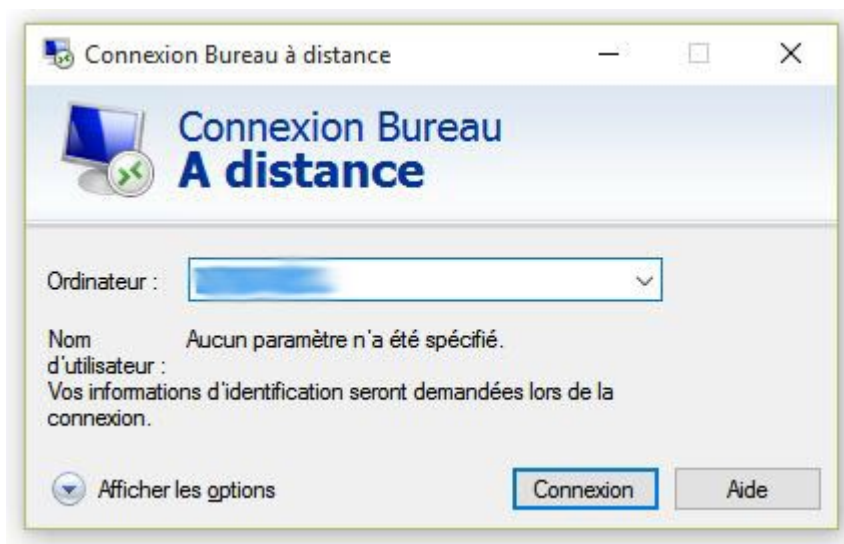 Connexion Bureau à distance
Connexion Bureau
A distance
Ordinateur :
Nom
d'utilisateur :
Aucun paramètre n'a été spécifié.
Vos informations d'identification seront demandées lors de la
connexion.
Afficher les options
Connexion
Aide